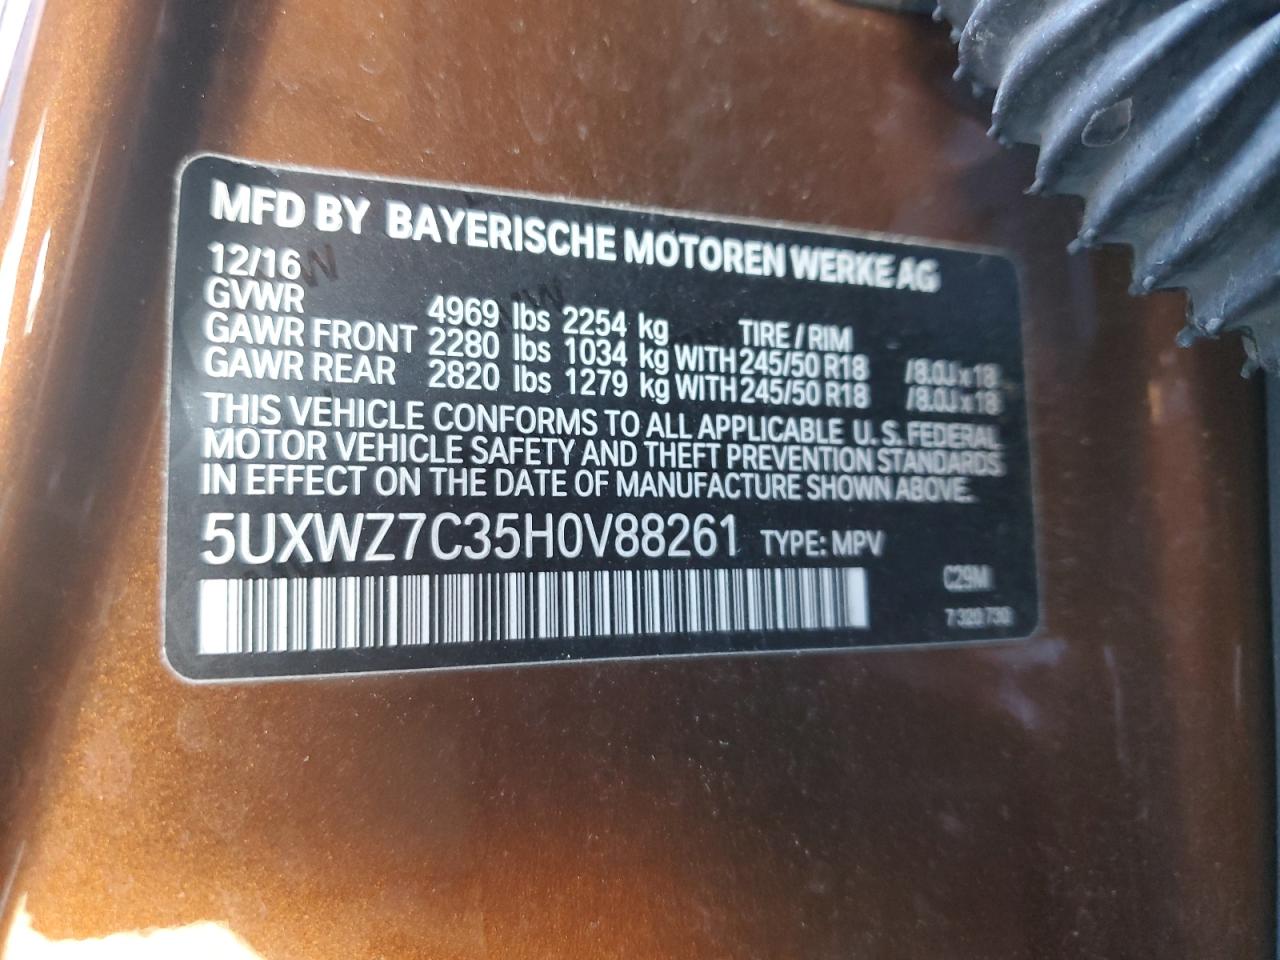 MFD BY BAYERISCHE MOTOREN WERKE AG
12/16
GVWR 4969 lbs 2254 kg TIRE / RIM
GAWR FRONT 2280 lbs 1034 kg WITH 245/50 R18 /8.0J x 18
GAWR REAR 2820 lbs 1279 kg WITH 245/50 R18 /8.0J x 18
THIS VEHICLE CONFORMS TO ALL APPLICABLE U.S. FEDERAL
MOTOR VEHICLE SAFETY AND THEFT PREVENTION STANDARDS
IN EFFECT ON THE DATE OF MANUFACTURE SHOWN ABOVE.
5UXWZ7C35H0V88261 TYPE: MPV
C29M
7 320 730